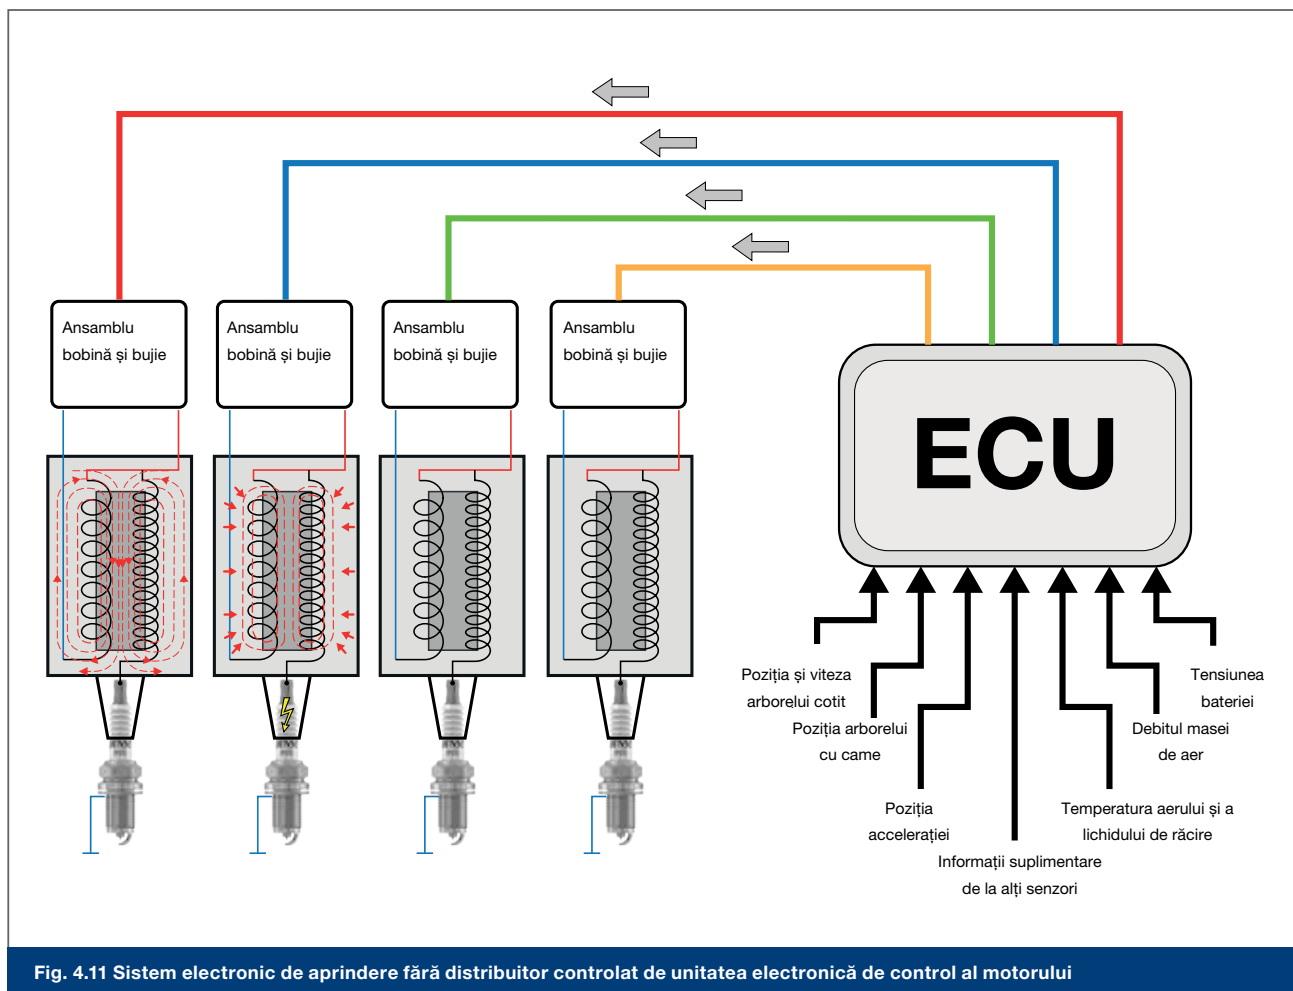 Ansamblu
bobină și bujie
Ansamblu
bobină și bujie
Ansamblu
bobină și bujie
Ansamblu
bobină și bujie
ECU
Poziția și viteza
arborelui cotit
Poziția arborelui
cu came
Poziția
accelerației
Informații suplimentare
de la alți senzori
Temperatura aerului și a
lichidului de răcire
Debitul masei
de aer
Tensiunea
bateriei
Fig. 4.11 Sistem electronic de aprindere fără distribuitor controlat de unitatea electronică de control al motorului